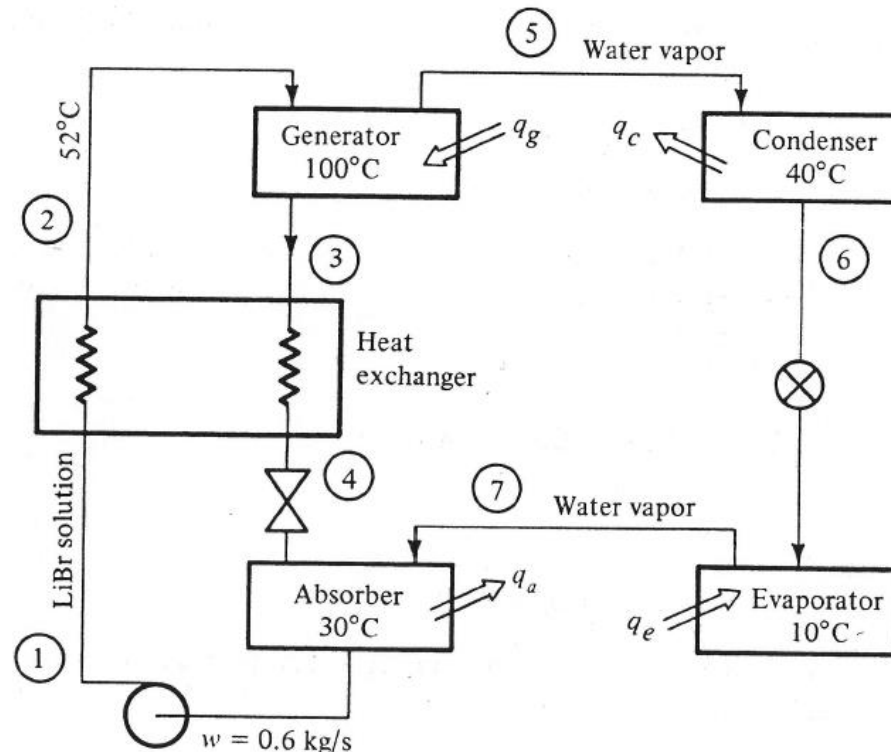 5
Water vapor
52°C
Generator
100°C
q_g
q_c
Condenser
40°C
2
3
6
Heat
exchanger
LiBr solution
4
7
Water vapor
Absorber
30°C
q_a
q_e
Evaporator
10°C
1
w = 0.6 kg/s